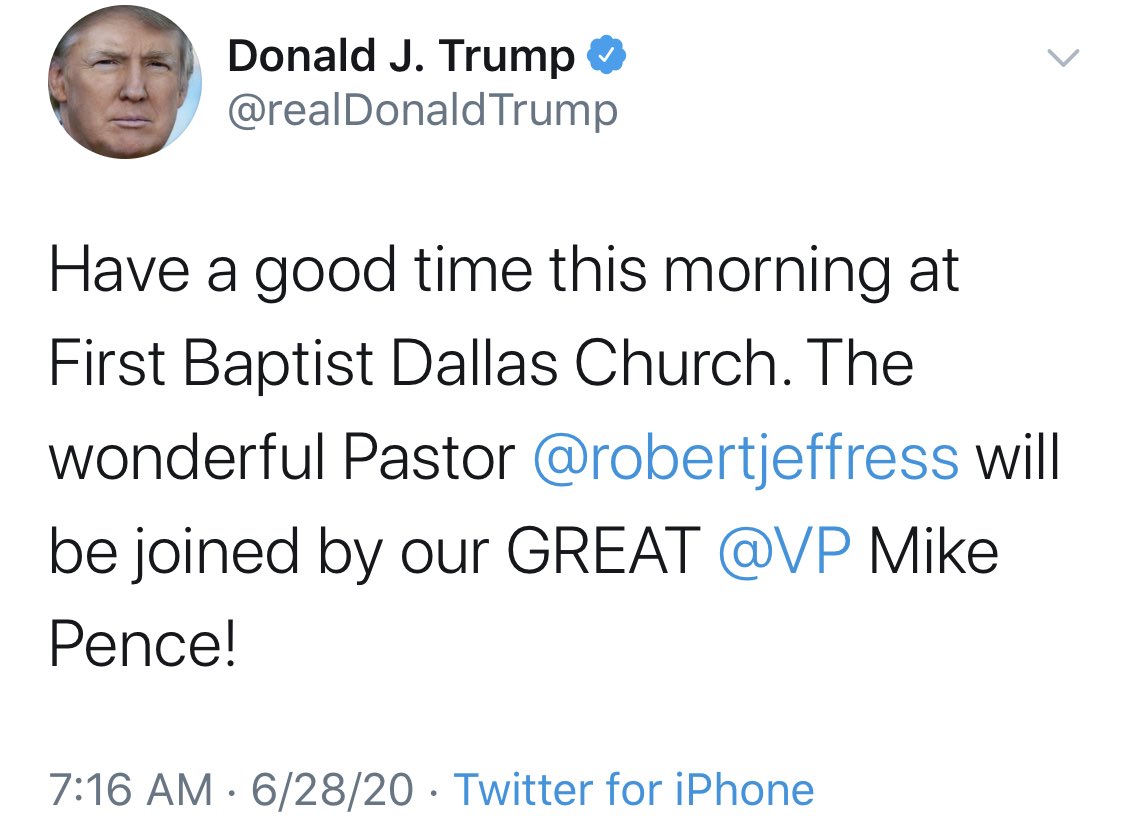 Donald J. Trump
@realDonaldTrump
Have a good time this morning at
First Baptist Dallas Church. The
wonderful Pastor @robertjeffress will
be joined by our GREAT @VP Mike
Pence!
7:16 AM · 6/28/20 · Twitter for iPhone